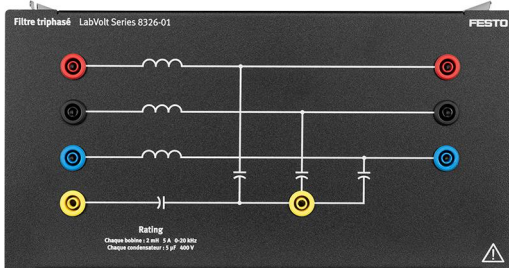 Filtre triphasé LabVolt Series 8326-01 FESTO
Rating
Chaque bobine : 2 mH 5 A 0-20 kHz
Chaque condensateur : 5 µF 400 V